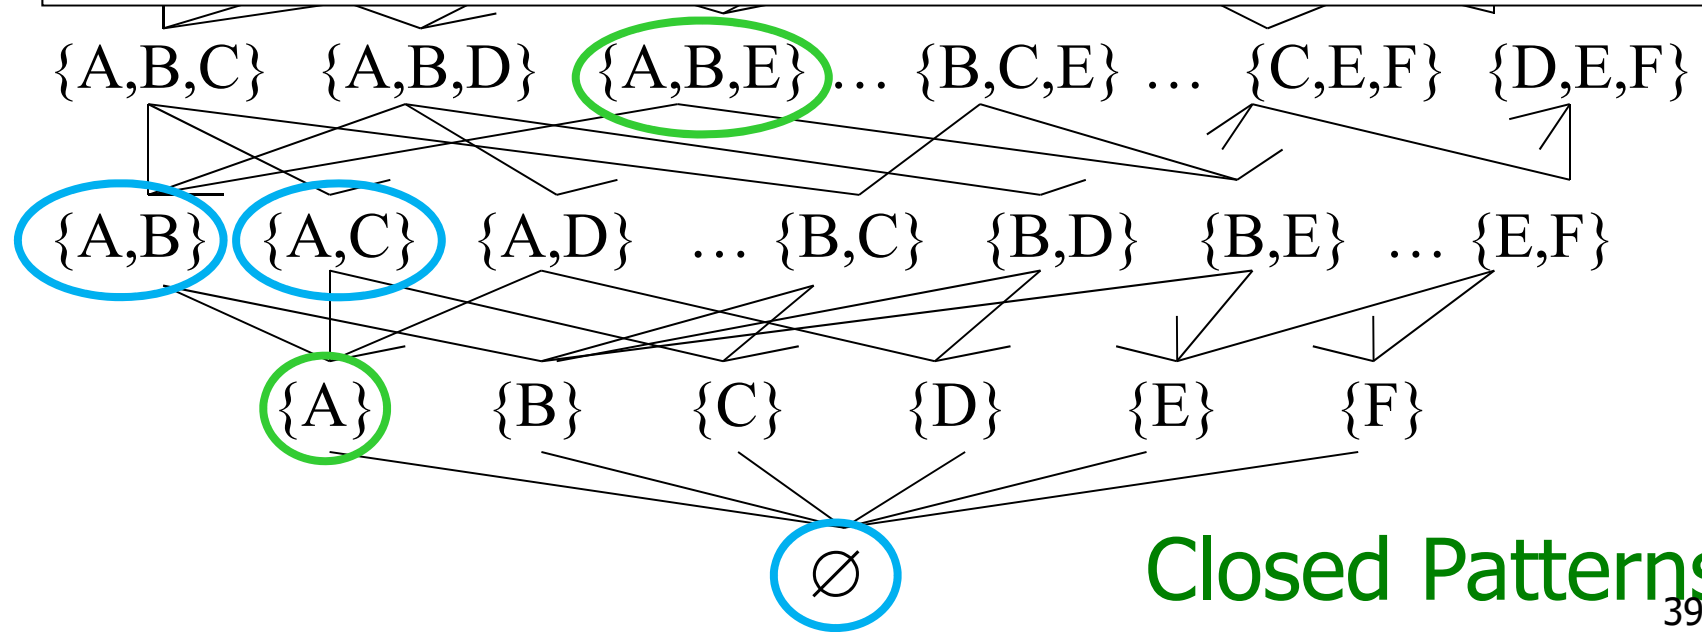 {A,B,C} {A,B,D} {A,B,E} … {B,C,E} … {C,E,F} {D,E,F}
{A,B} {A,C} {A,D} … {B,C} {B,D} {B,E} … {E,F}
{A} {B} {C} {D} {E} {F}
∅
Closed Patterns
39